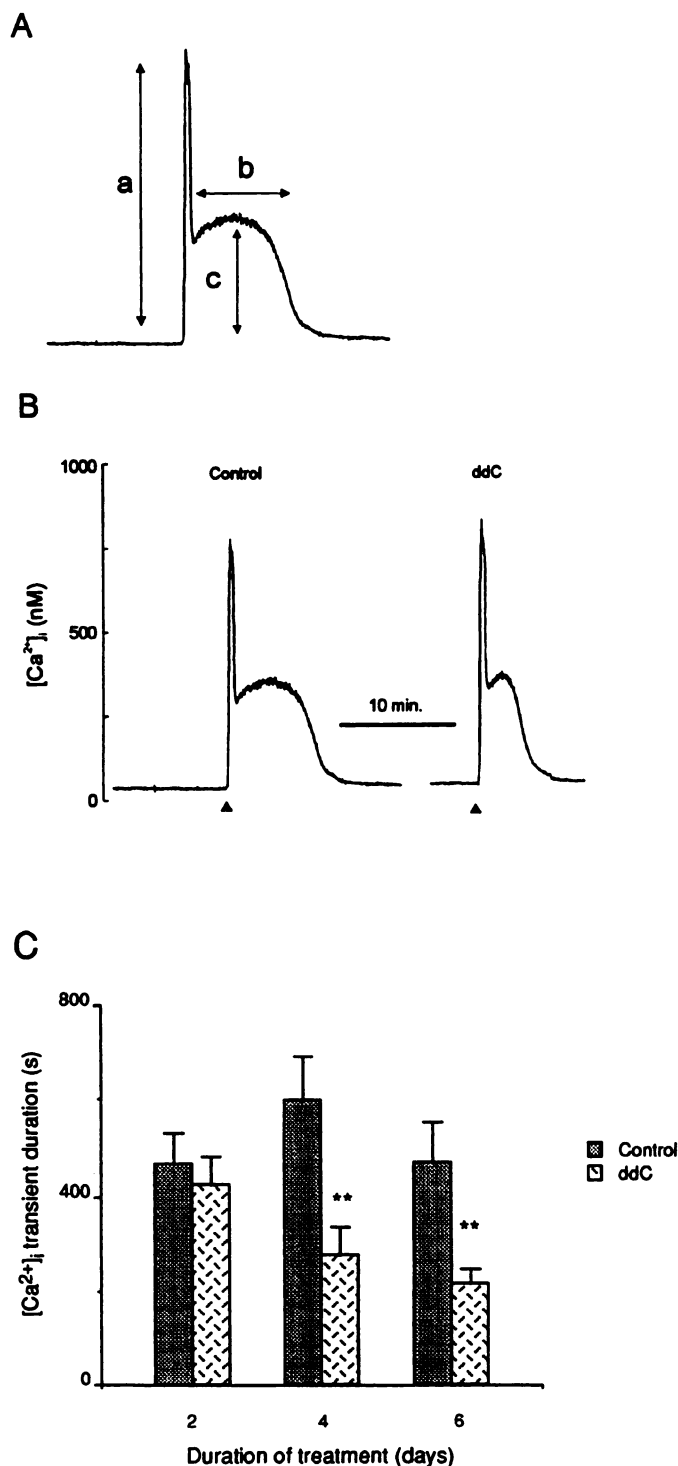 A
a
b
c
B
1000
500
0
[Ca²⁺]ᵢ (nM)
Control
ddC
10 min.
C
800
400
0
[Ca2+]ᵢ transient duration (s)
**
**
Control
ddC
2 4 6
Duration of treatment (days)